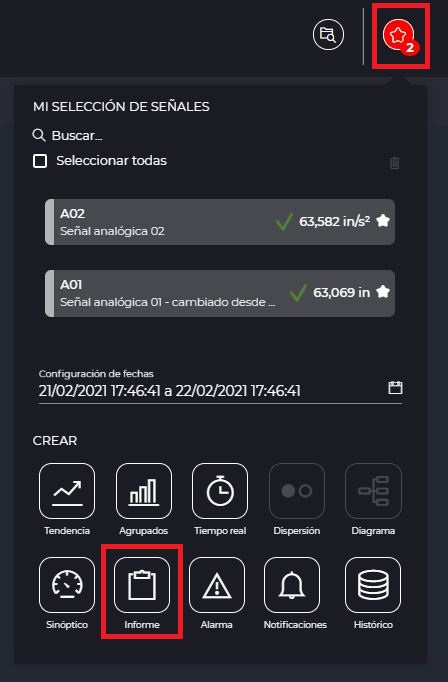 2
MI SELECCIÓN DE SEÑALES
Buscar...
Seleccionar todas
A02
Señal analógica 02
63,582 in/s²
A01
Señal analógica 01 - cambiado desde ...
63,069 in
Configuración de fechas
21/02/2021 17:46:41 a 22/02/2021 17:46:41
CREAR
Tendencia Agrupados Tiempo real Dispersión Diagrama
Sinóptico Informe Alarma Notificaciones Histórico